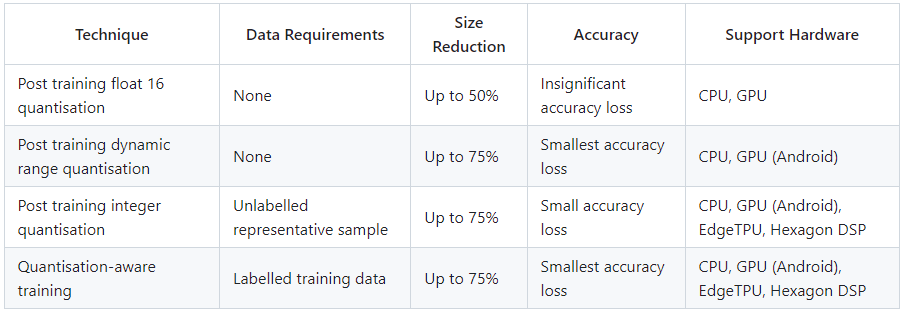 Technique Data Requirements Size Reduction Accuracy Support Hardware
Post training float 16 quantisation None Up to 50% Insignificant accuracy loss CPU, GPU
Post training dynamic range quantisation None Up to 75% Smallest accuracy loss CPU, GPU (Android)
Post training integer quantisation Unlabelled representative sample Up to 75% Small accuracy loss CPU, GPU (Android), EdgeTPU, Hexagon DSP
Quantisation-aware training Labelled training data Up to 75% Smallest accuracy loss CPU, GPU (Android), EdgeTPU, Hexagon DSP